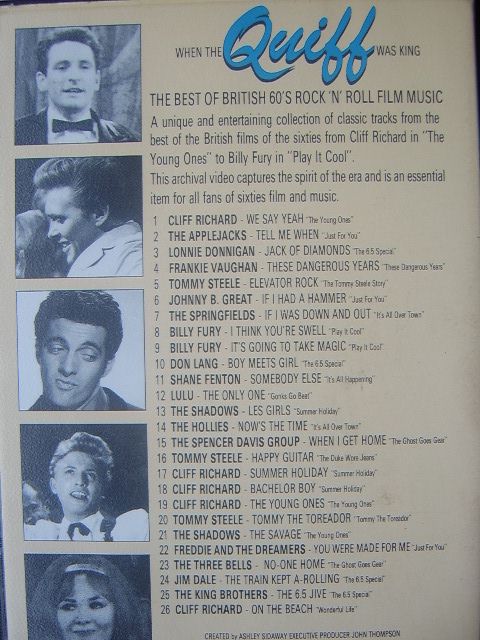 WHEN THE Quiff WAS KING
THE BEST OF BRITISH 60'S ROCK 'N' ROLL FILM MUSIC
A unique and entertaining collection of classic tracks from the
best of the British films of the sixties from Cliff Richard in "The
Young Ones" to Billy Fury in "Play It Cool".
This archival video captures the spirit of the era and is an essential
item for all fans of sixties film and music.
1 CLIFF RICHARD - WE SAY YEAH "The Young Ones"
2 THE APPLEJACKS - TELL ME WHEN "Just For You"
3 LONNIE DONNIGAN - JACK OF DIAMONDS "The 6.5 Special"
4 FRANKIE VAUGHAN - THESE DANGEROUS YEARS "These Dangerous Years"
5 TOMMY STEELE - ELEVATOR ROCK "The Tommy Steele Story"
6 JOHNNY B. GREAT - IF I HAD A HAMMER "Just For You"
7 THE SPRINGFIELDS - IF I WAS DOWN AND OUT "It's All Over Town"
8 BILLY FURY - I THINK YOU'RE SWELL "Play It Cool"
9 BILLY FURY - IT'S GOING TO TAKE MAGIC "Play It Cool"
10 DON LANG - BOY MEETS GIRL "The 6.5 Special"
11 SHANE FENTON - SOMEBODY ELSE "It's All Happening"
12 LULU - THE ONLY ONE "Gonks Go Beat"
13 THE SHADOWS - LES GIRLS "Summer Holiday"
14 THE HOLLIES - NOW'S THE TIME "It's All Over Town"
15 THE SPENCER DAVIS GROUP - WHEN I GET HOME "The Ghost Goes Gear"
16 TOMMY STEELE - HAPPY GUITAR "The Duke Wore Jeans"
17 CLIFF RICHARD - SUMMER HOLIDAY "Summer Holiday"
18 CLIFF RICHARD - BACHELOR BOY "Summer Holiday"
19 CLIFF RICHARD - THE YOUNG ONES "The Young Ones"
20 TOMMY STEELE - TOMMY THE TOREADOR "Tommy The Toreador"
21 THE SHADOWS - THE SAVAGE "The Young Ones"
22 FREDDIE AND THE DREAMERS - YOU WERE MADE FOR ME "Just For You"
23 THE THREE BELLS - NO-ONE HOME "The Ghost Goes Gear"
24 JIM DALE - THE TRAIN KEPT A-ROLLING "The 6.5 Special"
25 THE KING BROTHERS - THE 6.5 JIVE "The 6.5 Special"
26 CLIFF RICHARD - ON THE BEACH "Wonderful Life"
CREATED by ASHLEY SIDAWAY EXECUTIVE PRODUCER JOHN THOMPSON